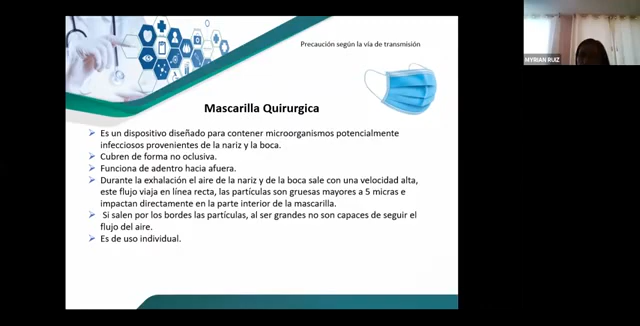 Precaución según la vía de transmisión
MYRIAN RUIZ
Mascarilla Quirurgica
Es un dispositivo diseñado para contener microorganismos potencialmente
infecciosos provenientes de la nariz y la boca.
Cubren de forma no oclusiva.
Funciona de adentro hacia afuera.
Durante la exhalación el aire de la nariz y de la boca sale con una velocidad alta,
este flujo viaja en línea recta, las partículas son gruesas mayores a 5 micras e
impactan directamente en la parte interior de la mascarilla.
Si salen por los bordes las partículas, al ser grandes no son capaces de seguir el
flujo del aire.
Es de uso individual.